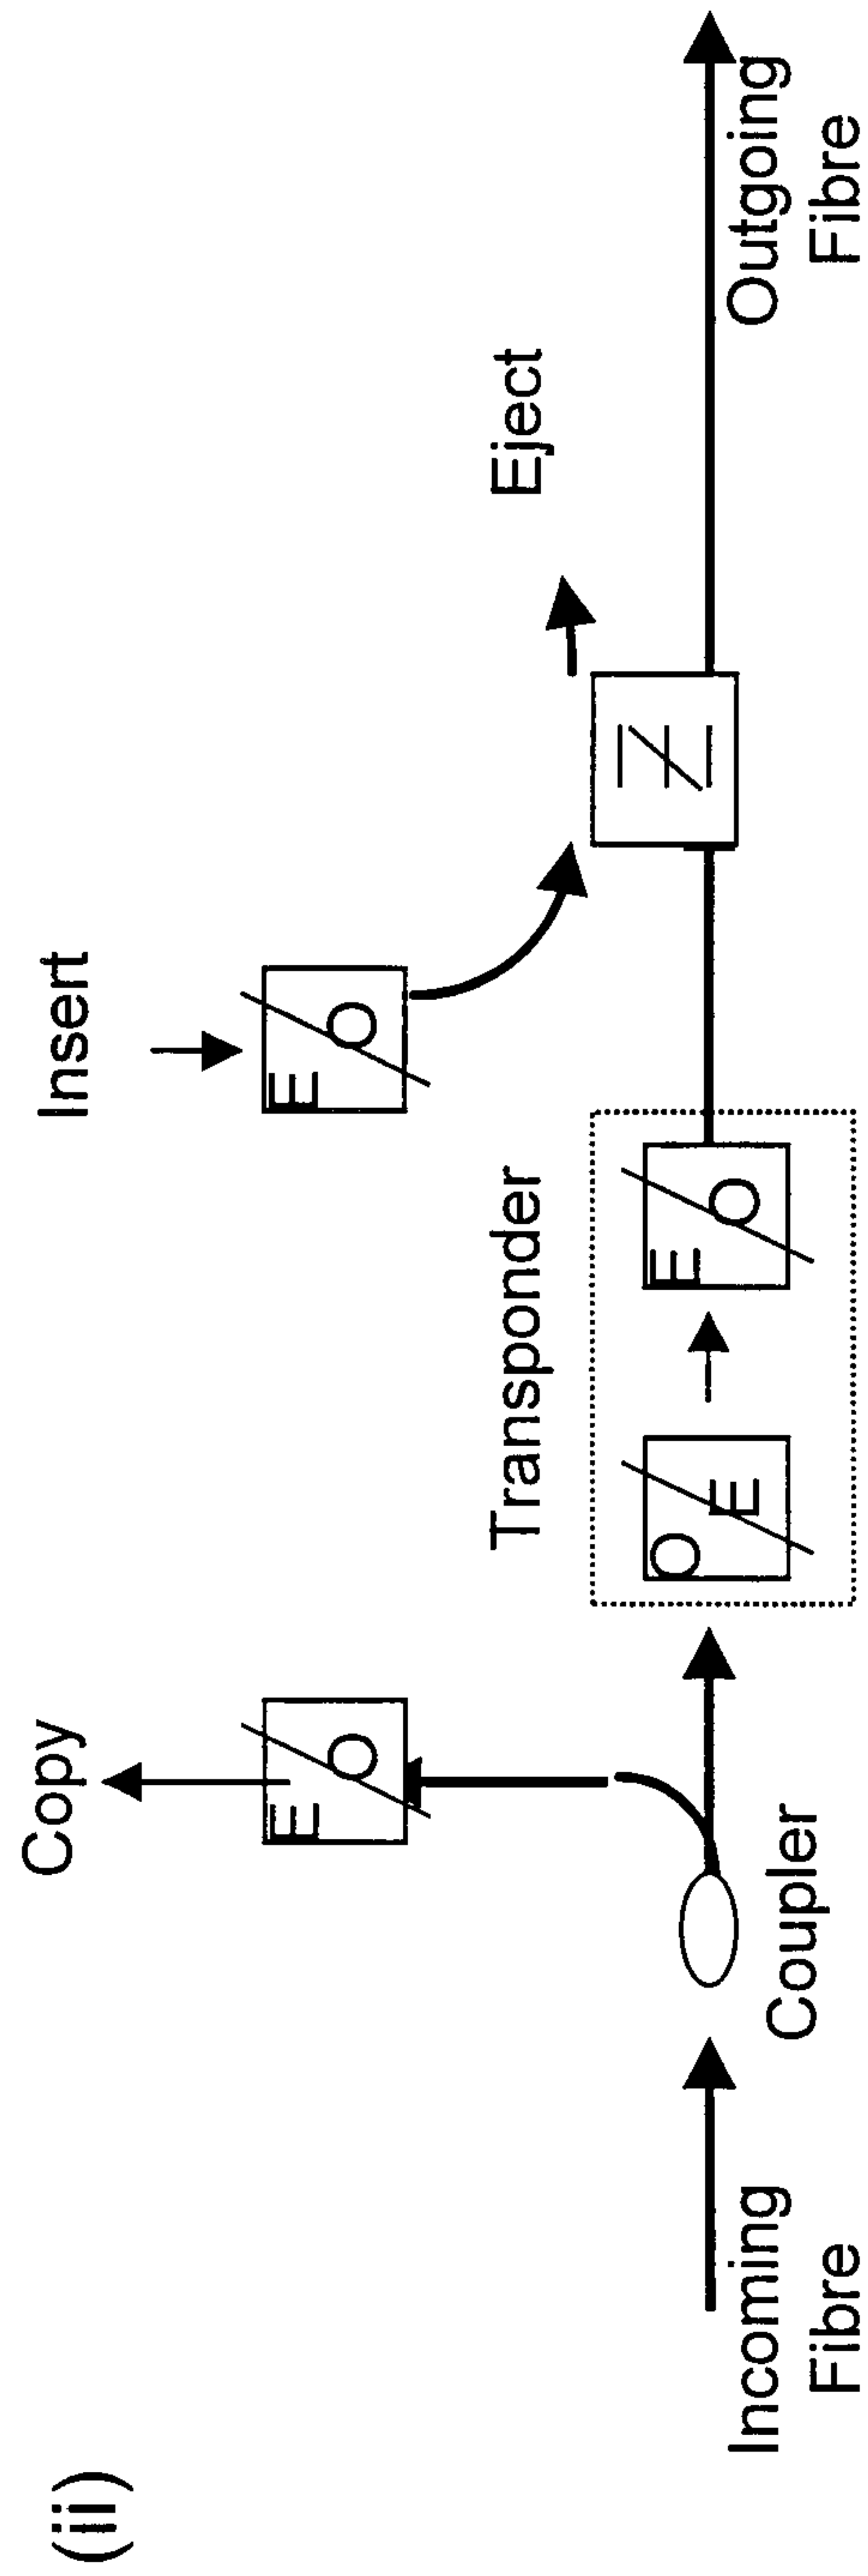 (ii)
Copy
Insert
E
O
E
O
Transponder
Eject
O
E
E
O
Coupler
Incoming
Fibre
Outgoing
Fibre